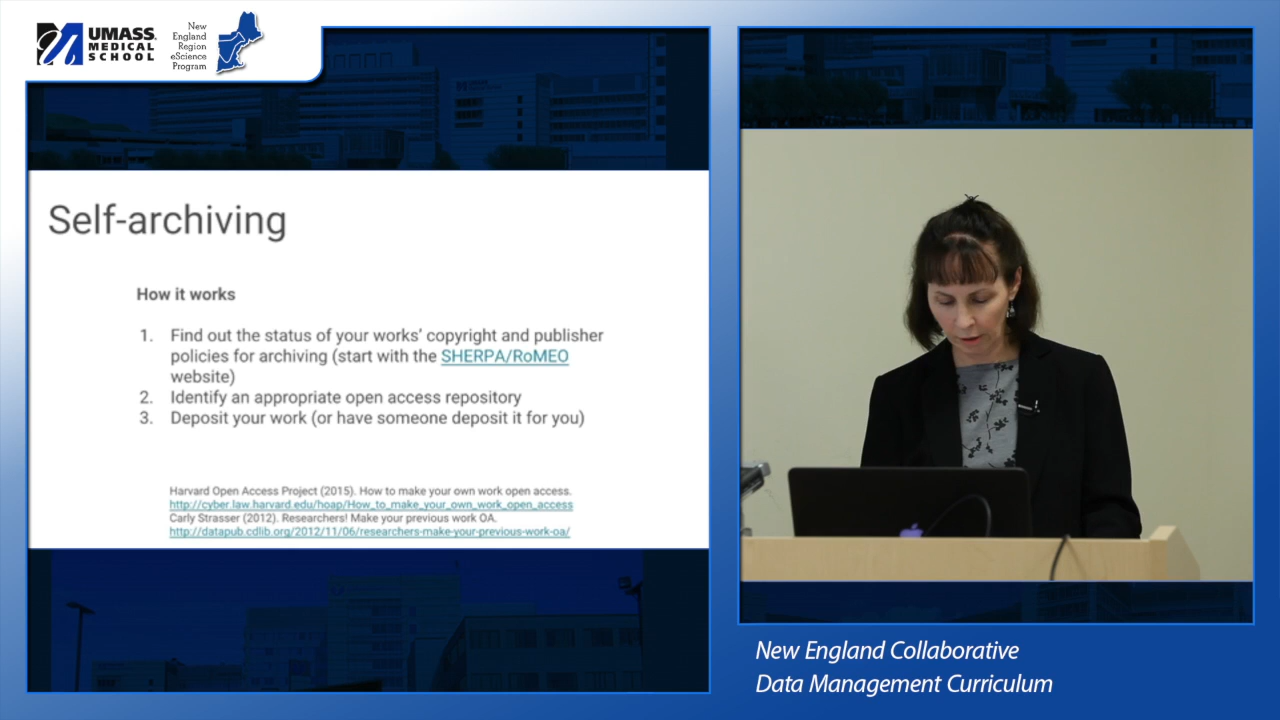 UMASS
MEDICAL
SCHOOL
New
England
Region
eScience
Program
Self-archiving
How it works
1. Find out the status of your works' copyright and publisher
policies for archiving (start with the SHERPA/RoMEO
website)
2. Identify an appropriate open access repository
3. Deposit your work (or have someone deposit it for you)
Harvard Open Access Project (2015). How to make your own work open access.
http://cyber.law.harvard.edu/hoap/How_to_make_your_own_work_open_access
Carly Strasser (2012). Researchers! Make your previous work OA.
http://datapub.cdlib.org/2012/11/06/researchers-make-your-previous-work-oa/
New England Collaborative
Data Management Curriculum